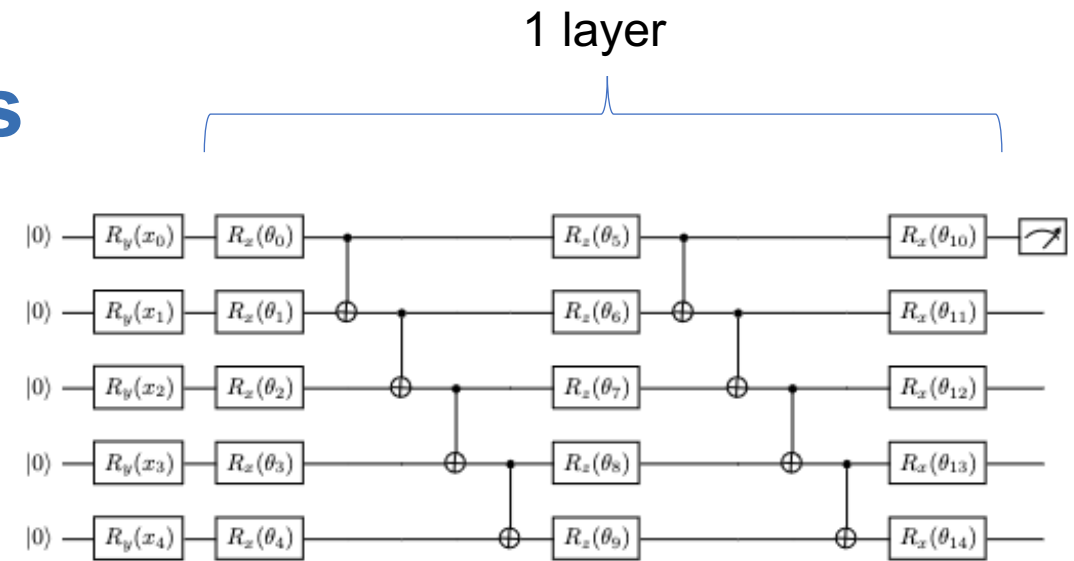 1 layer
s
|0⟩ R_y(x_0) R_x(θ_0) R_z(θ_5) R_x(θ_10)
|0⟩ R_y(x_1) R_x(θ_1) R_z(θ_6) R_x(θ_11)
|0⟩ R_y(x_2) R_x(θ_2) R_z(θ_7) R_x(θ_12)
|0⟩ R_y(x_3) R_x(θ_3) R_z(θ_8) R_x(θ_13)
|0⟩ R_y(x_4) R_x(θ_4) R_z(θ_9) R_x(θ_14)